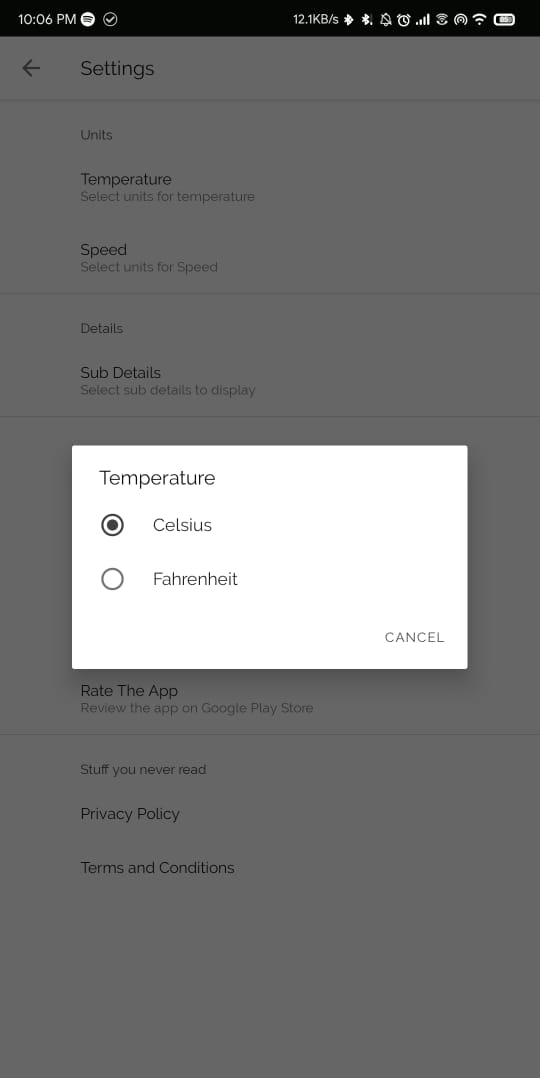 10:06 PM 12.1KB/s
Settings
Units
Temperature
Select units for temperature
Speed
Select units for Speed
Details
Sub Details
Select sub details to display
Temperature
Celsius
Fahrenheit
CANCEL
Rate The App
Review the app on Google Play Store
Stuff you never read
Privacy Policy
Terms and Conditions